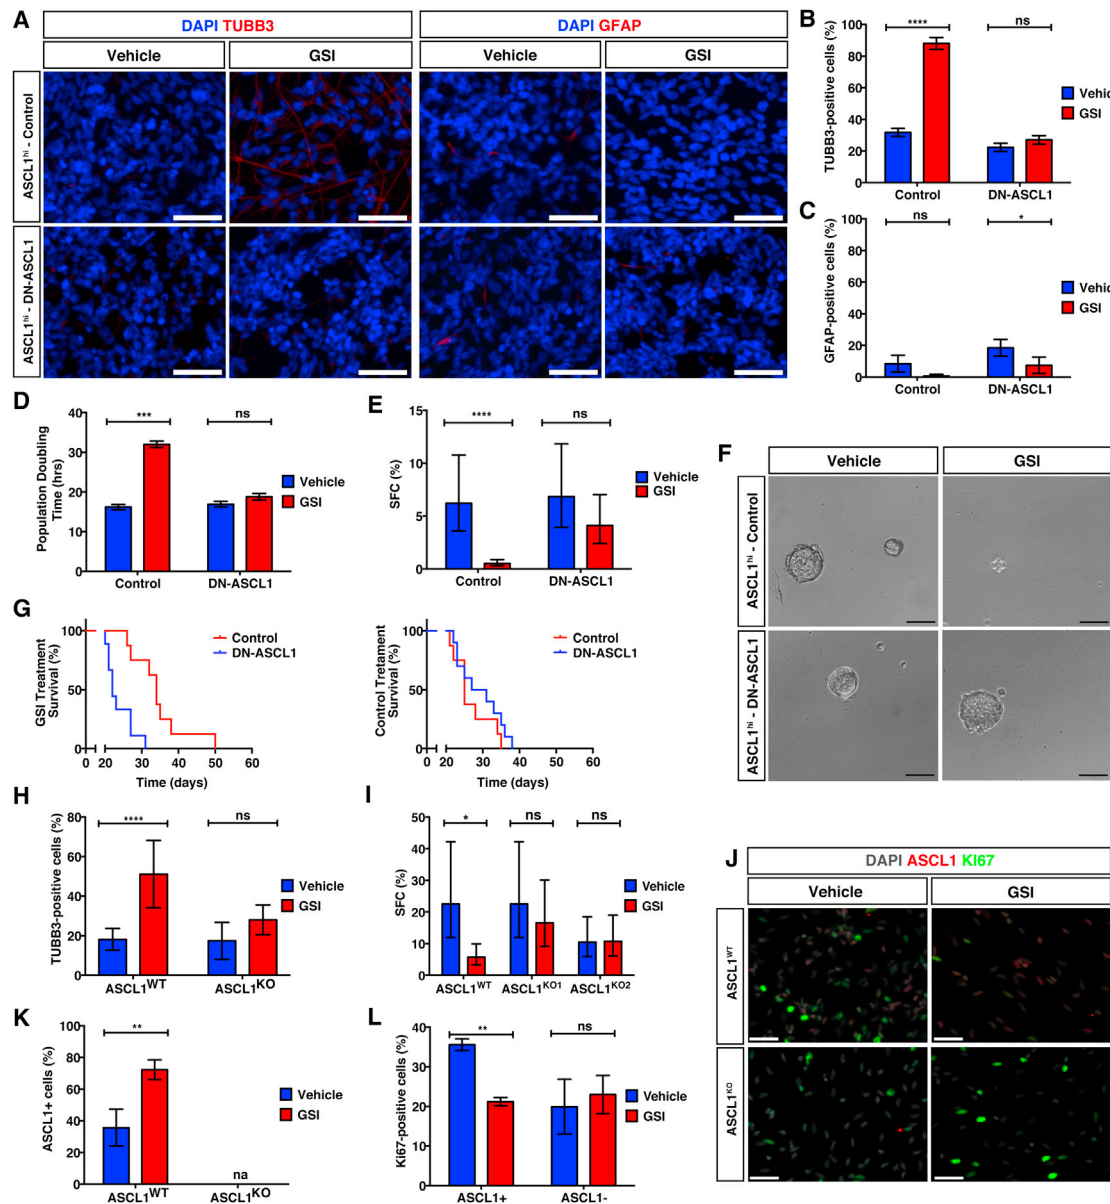 A
DAPI TUBB3
DAPI GFAP
Vehicle
GSI
Vehicle
GSI
ASCL1hi - Control
ASCL1hi - DN-ASCL1
B
TUBB3-positive cells (%)
100
80
60
40
20
0
****
ns
Vehic
GSI
Control
DN-ASCL1
C
GFAP-positive cells (%)
100
80
60
40
20
0
ns
*
Vehic
GSI
Control
DN-ASCL1
D
Population Doubling
Time (hrs)
40
30
20
10
0
***
ns
Vehicle
GSI
Control
DN-ASCL1
E
SFC (%)
15
10
5
0
****
ns
Vehicle
GSI
Control
DN-ASCL1
F
Vehicle
GSI
ASCL1hi - Control
ASCL1hi - DN-ASCL1
G
GSI Treatment
Survival (%)
100
50
0
Control
DN-ASCL1
0 20 30 40 50 60
Time (days)
Control Tretament
Survival (%)
100
50
0
Control
DN-ASCL1
0 20 30 40 50 60
Time (days)
H
TUBB3-positive cells (%)
80
60
40
20
0
****
ns
Vehicle
GSI
ASCL1WT
ASCL1KO
I
SFC (%)
50
40
30
20
10
0
*
ns
ns
Vehicle
GSI
ASCL1WT
ASCL1KO1
ASCL1KO2
J
DAPI ASCL1 KI67
Vehicle
GSI
ASCL1WT
ASCL1KO
K
ASCL1+ cells (%)
100
80
60
40
20
0
**
na
Vehicle
GSI
ASCL1WT
ASCL1KO
L
Ki67-positive cells (%)
40
30
20
10
0
**
ns
Vehicle
GSI
ASCL1+
ASCL1-